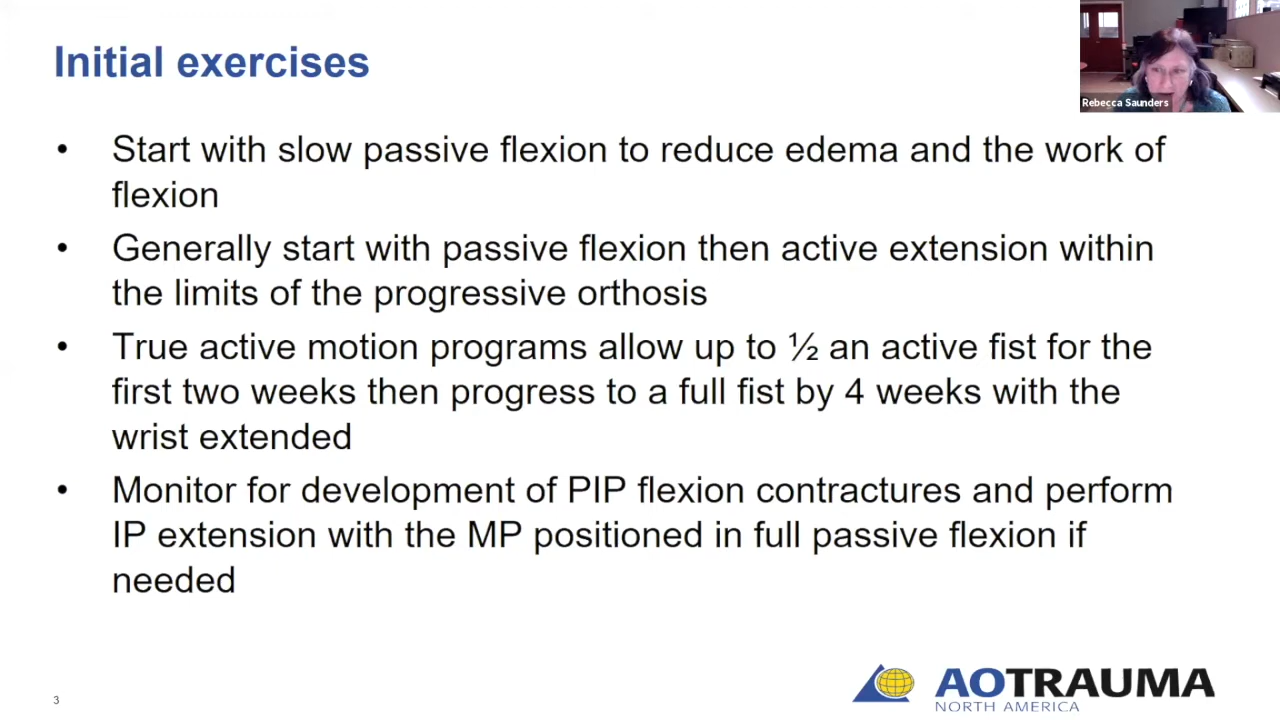 Initial exercises
Rebecca Saunders
• Start with slow passive flexion to reduce edema and the work of
flexion
• Generally start with passive flexion then active extension within
the limits of the progressive orthosis
• True active motion programs allow up to ½ an active fist for the
first two weeks then progress to a full fist by 4 weeks with the
wrist extended
• Monitor for development of PIP flexion contractures and perform
IP extension with the MP positioned in full passive flexion if
needed
3
AOTRAUMA
NORTH AMERICA